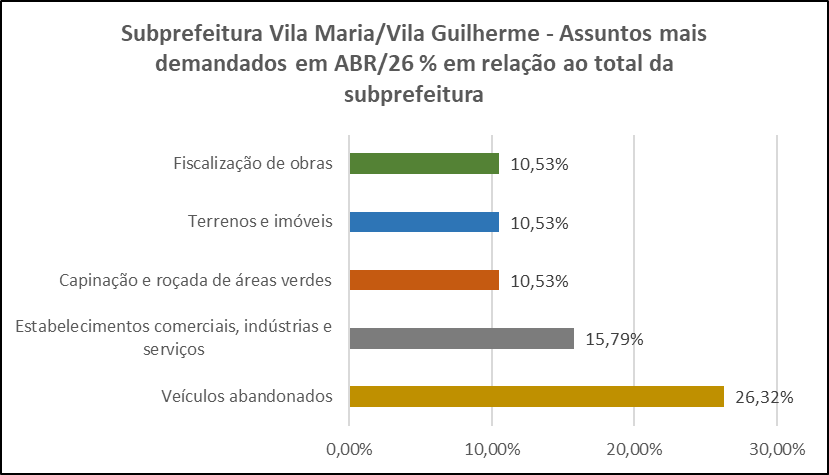 Subprefeitura Vila Maria/Vila Guilherme - Assuntos mais
demandados em ABR/26 % em relação ao total da
subprefeitura
Fiscalização de obras
10,53%
Terrenos e imóveis
10,53%
Capinação e roçada de áreas verdes
10,53%
Estabelecimentos comerciais, indústrias e
serviços
15,79%
Veículos abandonados
26,32%
0,00%
10,00%
20,00%
30,00%